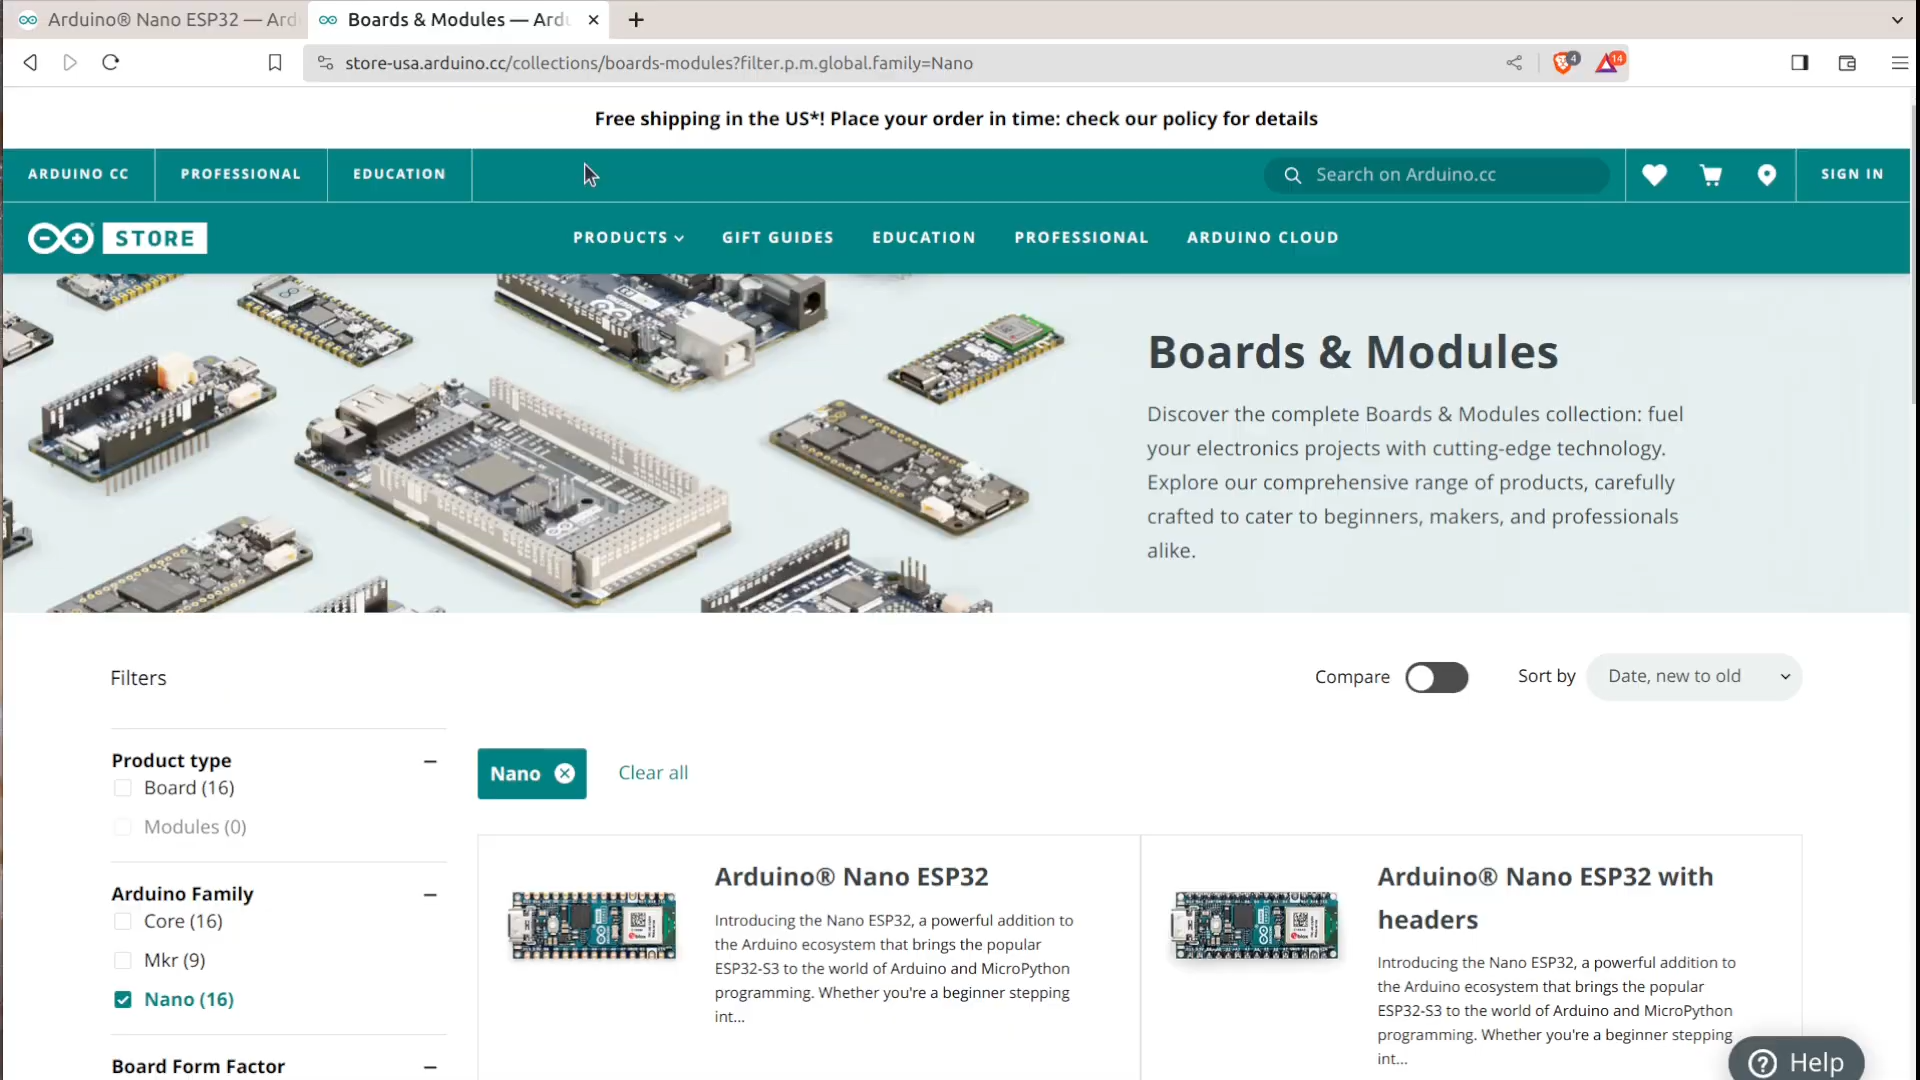 Arduino® Nano ESP32 — Ard
Boards & Modules — Ardu
store-usa.arduino.cc/collections/boards-modules?filter.p.m.global.family=Nano
4
14
Free shipping in the US*! Place your order in time: check our policy for details
ARDUINO CC
PROFESSIONAL
EDUCATION
Search on Arduino.cc
SIGN IN
STORE
PRODUCTS
GIFT GUIDES
EDUCATION
PROFESSIONAL
ARDUINO CLOUD
Boards & Modules
Discover the complete Boards & Modules collection: fuel
your electronics projects with cutting-edge technology.
Explore our comprehensive range of products, carefully
crafted to cater to beginners, makers, and professionals
alike.
Filters
Compare
Sort by
Date, new to old
Product type
Board (16)
Modules (0)
Arduino Family
Core (16)
Mkr (9)
Nano (16)
Board Form Factor
Nano
Clear all
Arduino® Nano ESP32
Introducing the Nano ESP32, a powerful addition to
the Arduino ecosystem that brings the popular
ESP32-S3 to the world of Arduino and MicroPython
programming. Whether you're a beginner stepping
int...
Arduino® Nano ESP32 with
headers
Introducing the Nano ESP32, a powerful addition to
the Arduino ecosystem that brings the popular
ESP32-S3 to the world of Arduino and MicroPython
programming. Whether you're a beginner stepping
int...
Help